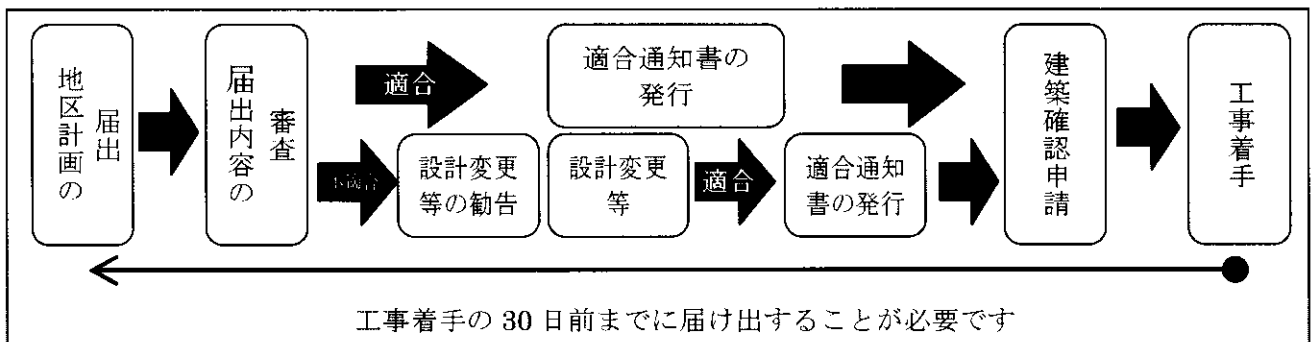 地区計画の
届出
届出内容の
審査
適合
適合通知書の
発行
設計変更
等の勧告
設計変更
等
適合
適合通知
書の発行
建築確認申請
工事着手
工事着手の 30 日前までに届け出することが必要です